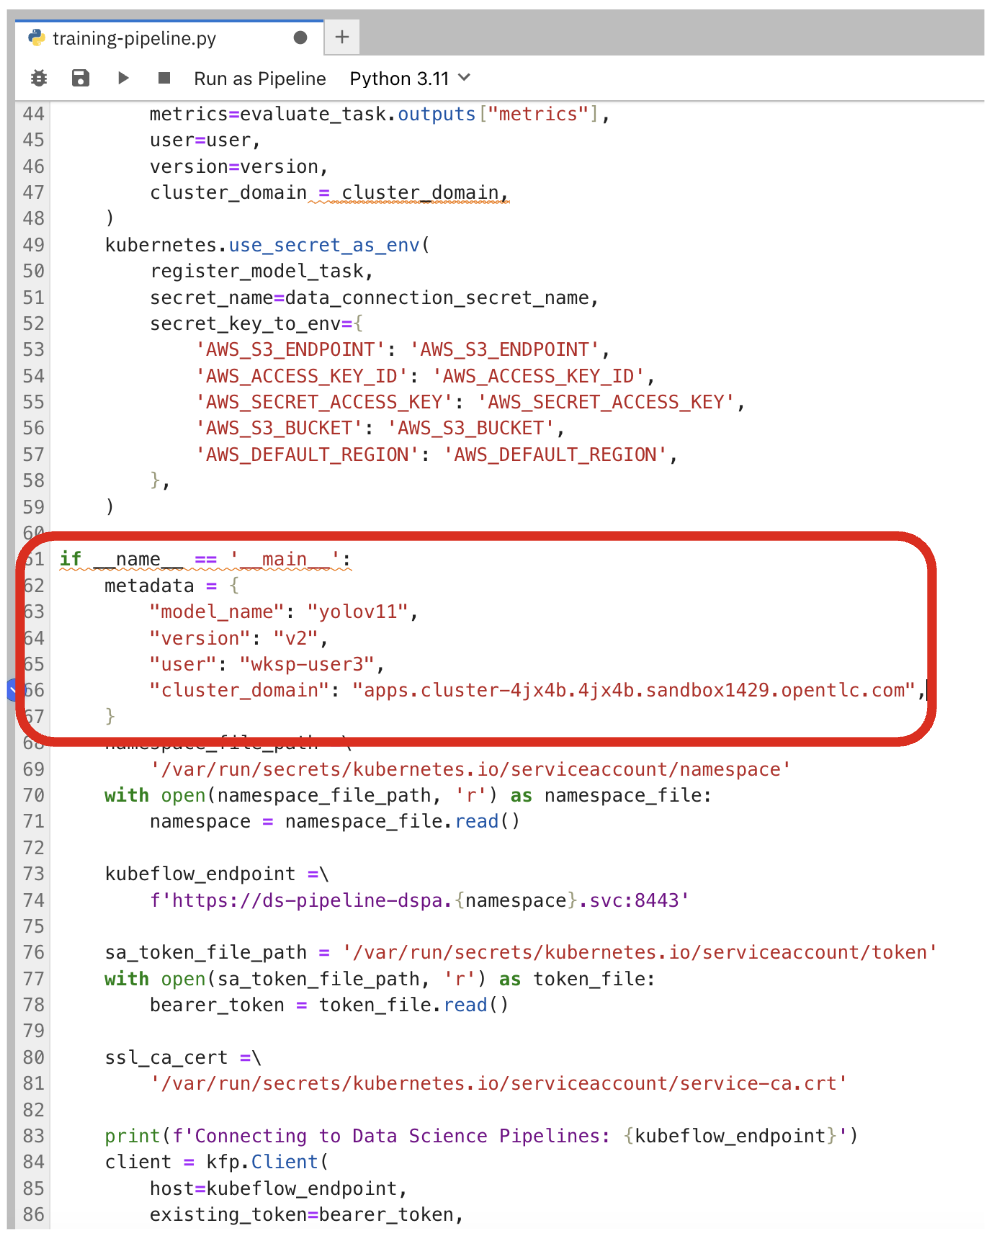 training-pipeline.py
+
Run as Pipeline Python 3.11
44 metrics=evaluate_task.outputs["metrics"],
45 user=user,
46 version=version,
47 cluster_domain = cluster_domain,
48 )
49 kubernetes.use_secret_as_env(
50 register_model_task,
51 secret_name=data_connection_secret_name,
52 secret_key_to_env={
53 'AWS_S3_ENDPOINT': 'AWS_S3_ENDPOINT',
54 'AWS_ACCESS_KEY_ID': 'AWS_ACCESS_KEY_ID',
55 'AWS_SECRET_ACCESS_KEY': 'AWS_SECRET_ACCESS_KEY',
56 'AWS_S3_BUCKET': 'AWS_S3_BUCKET',
57 'AWS_DEFAULT_REGION': 'AWS_DEFAULT_REGION',
58 },
59 )
60
61 if __name__ == '__main__':
62 metadata = {
63 "model_name": "yolov11",
64 "version": "v2",
65 "user": "wksp-user3",
66 "cluster_domain": "apps.cluster-4jx4b.4jx4b.sandbox1429.opentlc.com",
67 }
68 namespace_file_path =\
69 '/var/run/secrets/kubernetes.io/serviceaccount/namespace'
70 with open(namespace_file_path, 'r') as namespace_file:
71 namespace = namespace_file.read()
72
73 kubeflow_endpoint =\
74 f'https://ds-pipeline-dspa.{namespace}.svc:8443'
75
76 sa_token_file_path = '/var/run/secrets/kubernetes.io/serviceaccount/token'
77 with open(sa_token_file_path, 'r') as token_file:
78 bearer_token = token_file.read()
79
80 ssl_ca_cert =\
81 '/var/run/secrets/kubernetes.io/serviceaccount/service-ca.crt'
82
83 print(f'Connecting to Data Science Pipelines: {kubeflow_endpoint}')
84 client = kfp.Client(
85 host=kubeflow_endpoint,
86 existing_token=bearer_token,